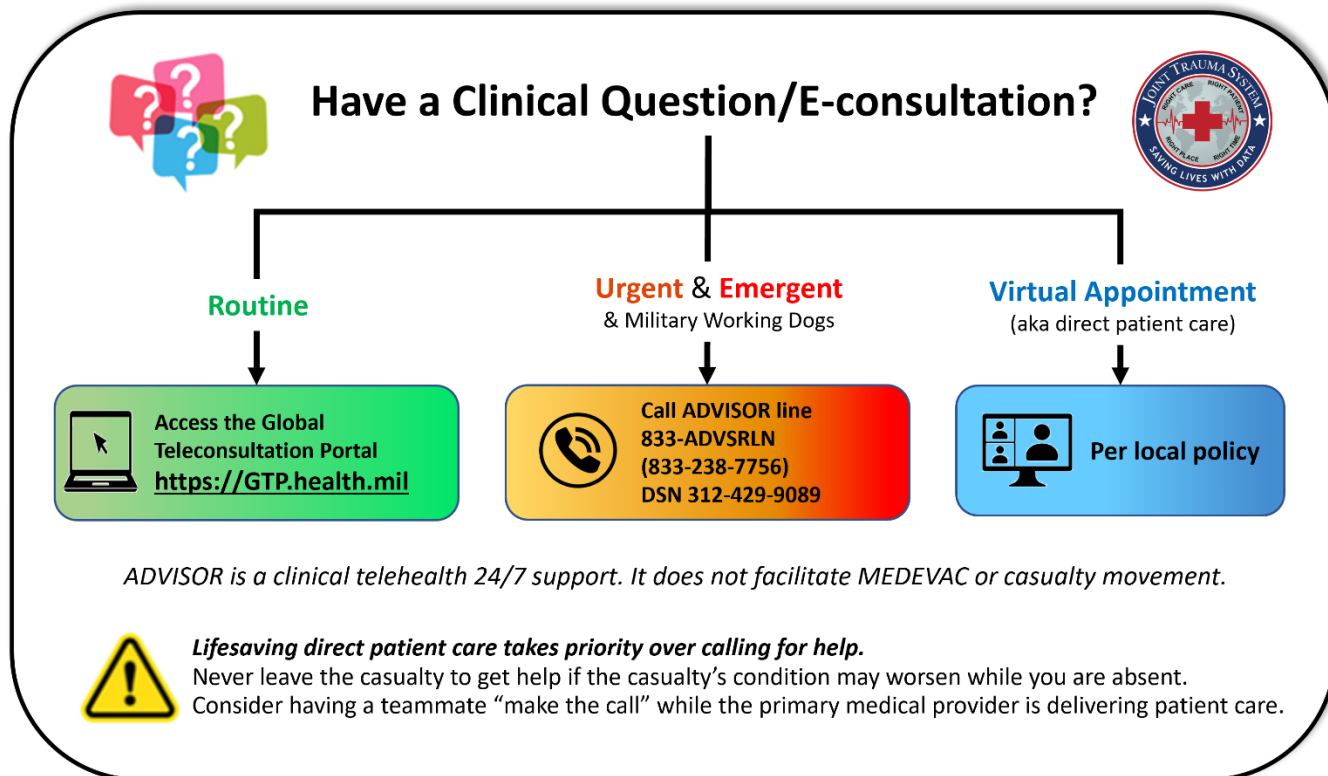 Have a Clinical Question/E-consultation?
JOINT TRAUMA SYSTEM
RIGHT CARE
RIGHT PATIENT
RIGHT PLACE
RIGHT TIME
SAVING LIVES WITH DATA
? ? ? ?
Routine
Access the Global
Teleconsultation Portal
https://GTP.health.mil
Urgent & Emergent
& Military Working Dogs
Call ADVISOR line
833-ADVSRLN
(833-238-7756)
DSN 312-429-9089
Virtual Appointment
(aka direct patient care)
Per local policy
ADVISOR is a clinical telehealth 24/7 support. It does not facilitate MEDEVAC or casualty movement.
!
Lifesaving direct patient care takes priority over calling for help.
Never leave the casualty to get help if the casualty’s condition may worsen while you are absent.
Consider having a teammate “make the call” while the primary medical provider is delivering patient care.